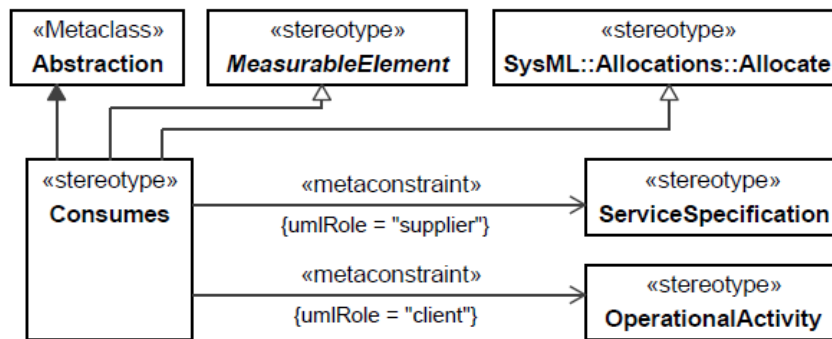 «Metaclass»
Abstraction
«stereotype»
MeasurableElement
«stereotype»
SysML::Allocations::Allocate
«stereotype»
Consumes
«metaconstraint»
{umlRole = "supplier"}
«stereotype»
ServiceSpecification
«metaconstraint»
{umlRole = "client"}
«stereotype»
OperationalActivity